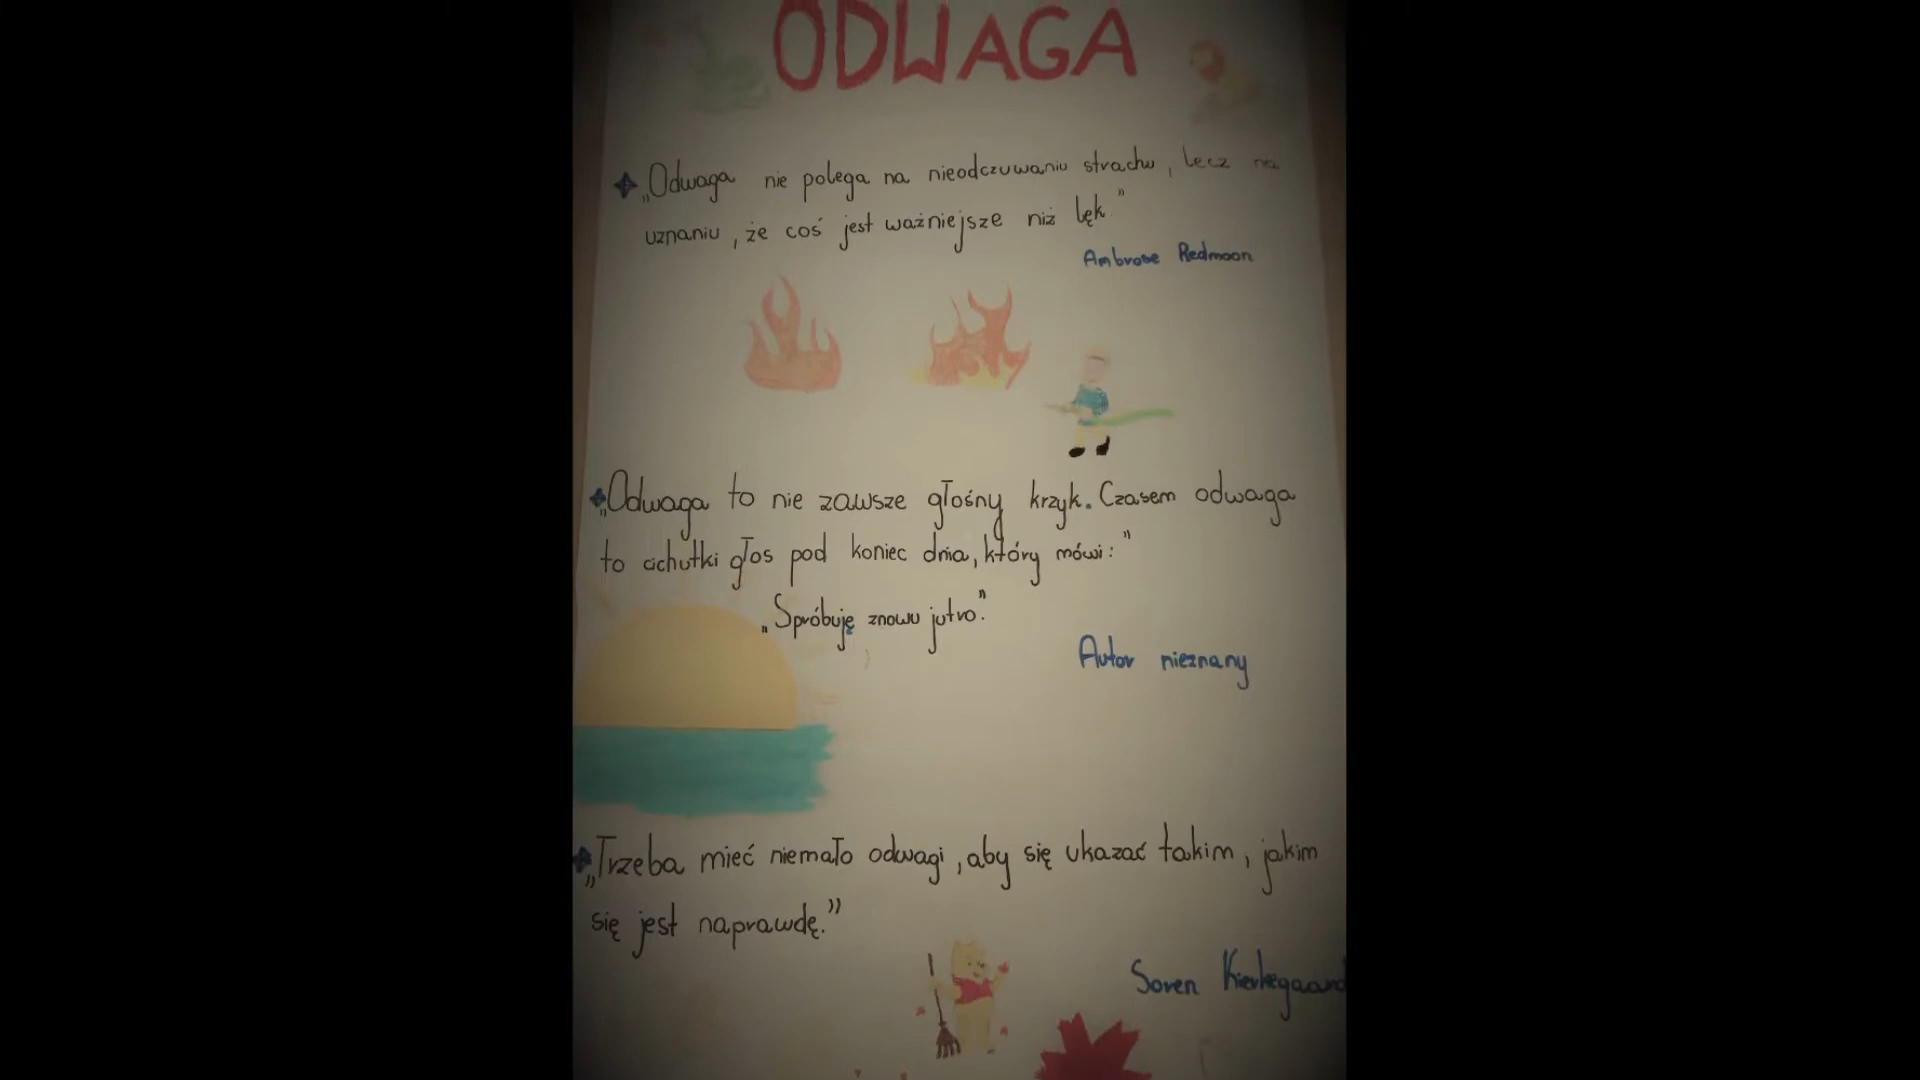 ODWAGA
„Odwaga nie polega na nieodczuwaniu strachu, lecz na
uznaniu, że coś jest ważniejsze niż lęk."
Ambrose Redmoon
„Odwaga to nie zawsze głośny krzyk. Czasem odwaga
to cichutki głos pod koniec dnia, który mówi:"
„Spróbuję znowu jutro."
Autor nieznany
„Trzeba mieć niemało odwagi, aby się ukazać takim, jakim
się jest naprawdę."
Soren Kierkegaard